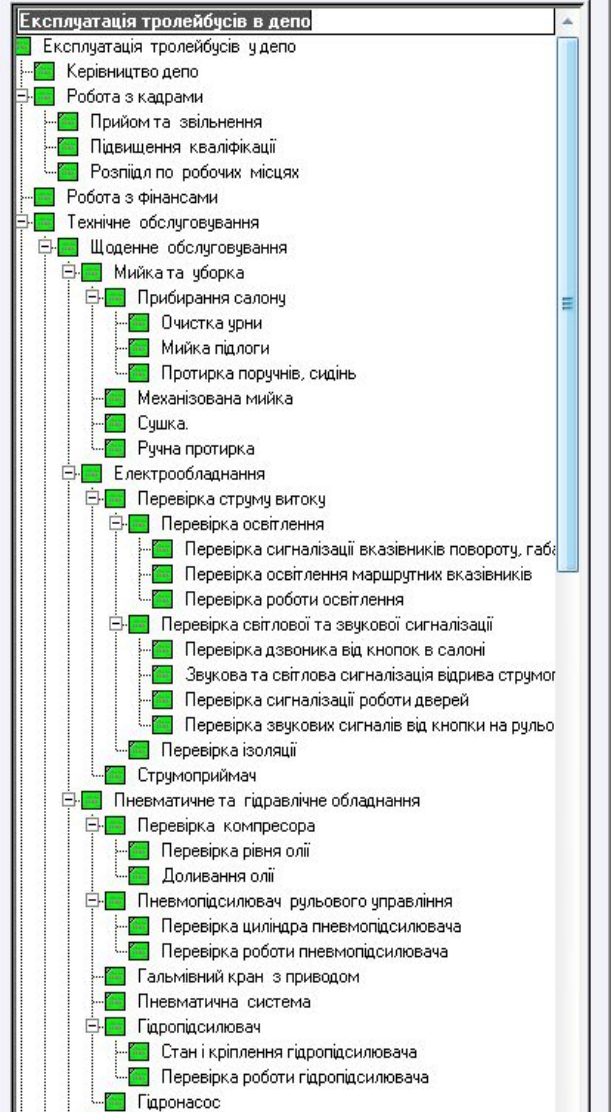 Експлуатація тролейбусів в депо
Експлуатація тролейбусів у депо
Керівництво депо
Робота з кадрами
Прийом та звільнення
Підвищення кваліфікації
Розпіідл по робочих місцях
Робота з фінансами
Технічне обслуговування
Щоденне обслуговування
Мийка та уборка
Прибирання салону
Очистка урни
Мийка підлоги
Протирка поручнів, сидінь
Механізована мийка
Сушка.
Ручна протирка
Електрообладнання
Перевірка струму витоку
Перевірка освітлення
Перевірка сигналізації вказівників повороту, габа
Перевірка освітлення маршрутних вказівників
Перевірка роботи освітлення
Перевірка світлової та звукової сигналізації
Перевірка дзвоника від кнопок в салоні
Звукова та світлова сигналізація відрива струмоп
Перевірка сигналізації роботи дверей
Перевірка звукових сигналів від кнопки на рульо
Перевірка ізоляції
Струмоприймач
Пневматичне та гідравлічне обладнання
Перевірка компресора
Перевірка рівня олії
Доливання олії
Пневмопідсилювач рульового управління
Перевірка циліндра пневмопідсилювача
Перевірка роботи пневмопідсилювача
Гальмівний кран з приводом
Пневматична система
Гідропідсилювач
Стан і кріплення гідропідсилювача
Перевірка роботи гідропідсилювача
Гідронасос